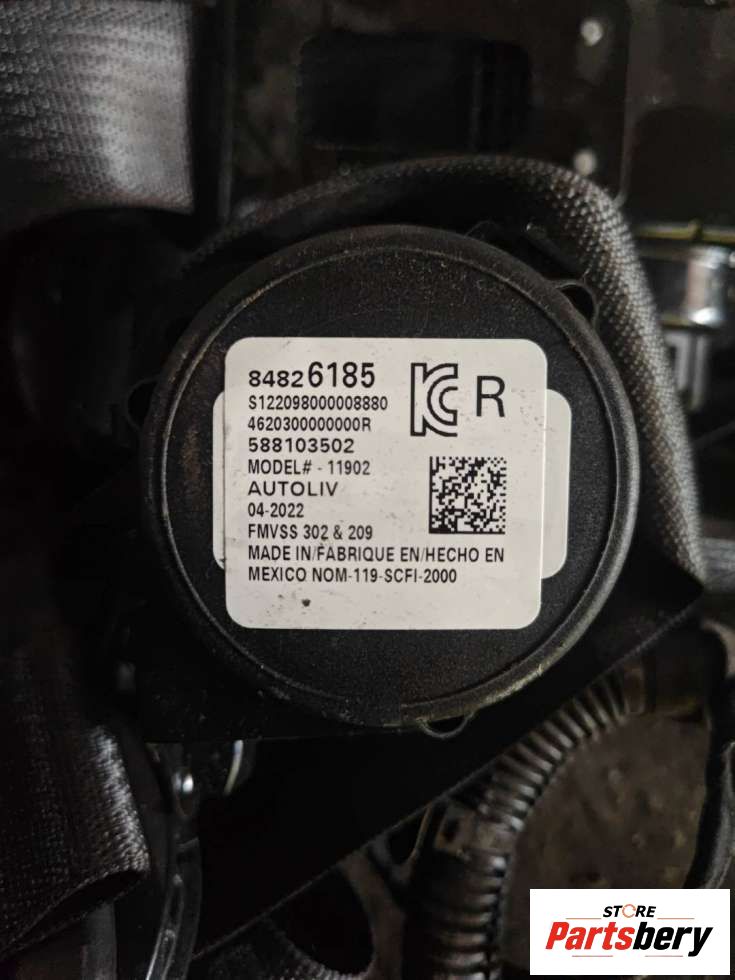 84826185
S122098000008880
4620300000000R
588103502
MODEL# - 11902
AUTOLIV
04-2022
FMVSS 302 & 209
MADE IN/FABRIQUE EN/HECHO EN
MEXICO NOM-119-SCFI-2000
KC R
STORE
Partsbery